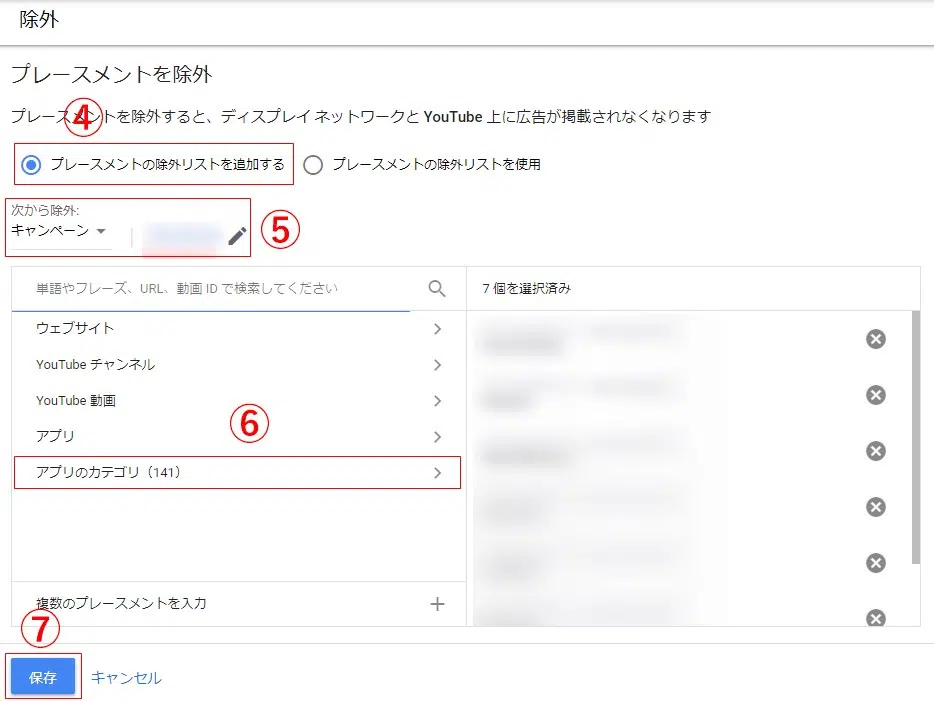 除外
プレースメントを除外
プレースメントを除外すると、ディスプレイ ネットワークと YouTube 上に広告が掲載されなくなります
④
プレースメントの除外リストを追加する
プレースメントの除外リストを使用
次から除外:
キャンペーン
⑤
単語やフレーズ、URL、動画 ID で検索してください
7 個を選択済み
ウェブサイト
YouTube チャンネル
YouTube 動画
アプリ
⑥
アプリのカテゴリ（141）
複数のプレースメントを入力
⑦
保存
キャンセル